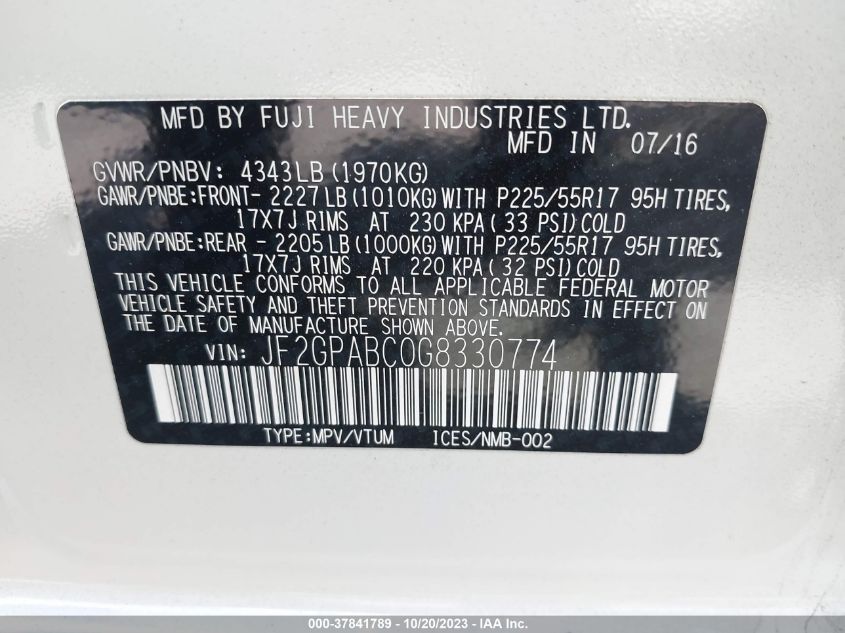 MFD BY FUJI HEAVY INDUSTRIES LTD.
MFD IN 07/16
GVWR/PNBV: 4343LB(1970KG)
GAWR/PNBE:FRONT- 2227LB(1010KG)WITH P225/55R17 95H TIRES,
17X7J RIMS AT 230 KPA( 33 PSI)COLD
GAWR/PNBE:REAR - 2205LB(1000KG)WITH P225/55R17 95H TIRES,
17X7J RIMS AT 220 KPA( 32 PSI)COLD
THIS VEHICLE CONFORMS TO ALL APPLICABLE FEDERAL MOTOR
VEHICLE SAFETY AND THEFT PREVENTION STANDARDS IN EFFECT ON
THE DATE OF MANUFACTURE SHOWN ABOVE.
VIN: JF2GPABC0G8330774
TYPE:MPV/VTUM ICES/NMB-002
000-37841789 - 10/20/2023 - IAA